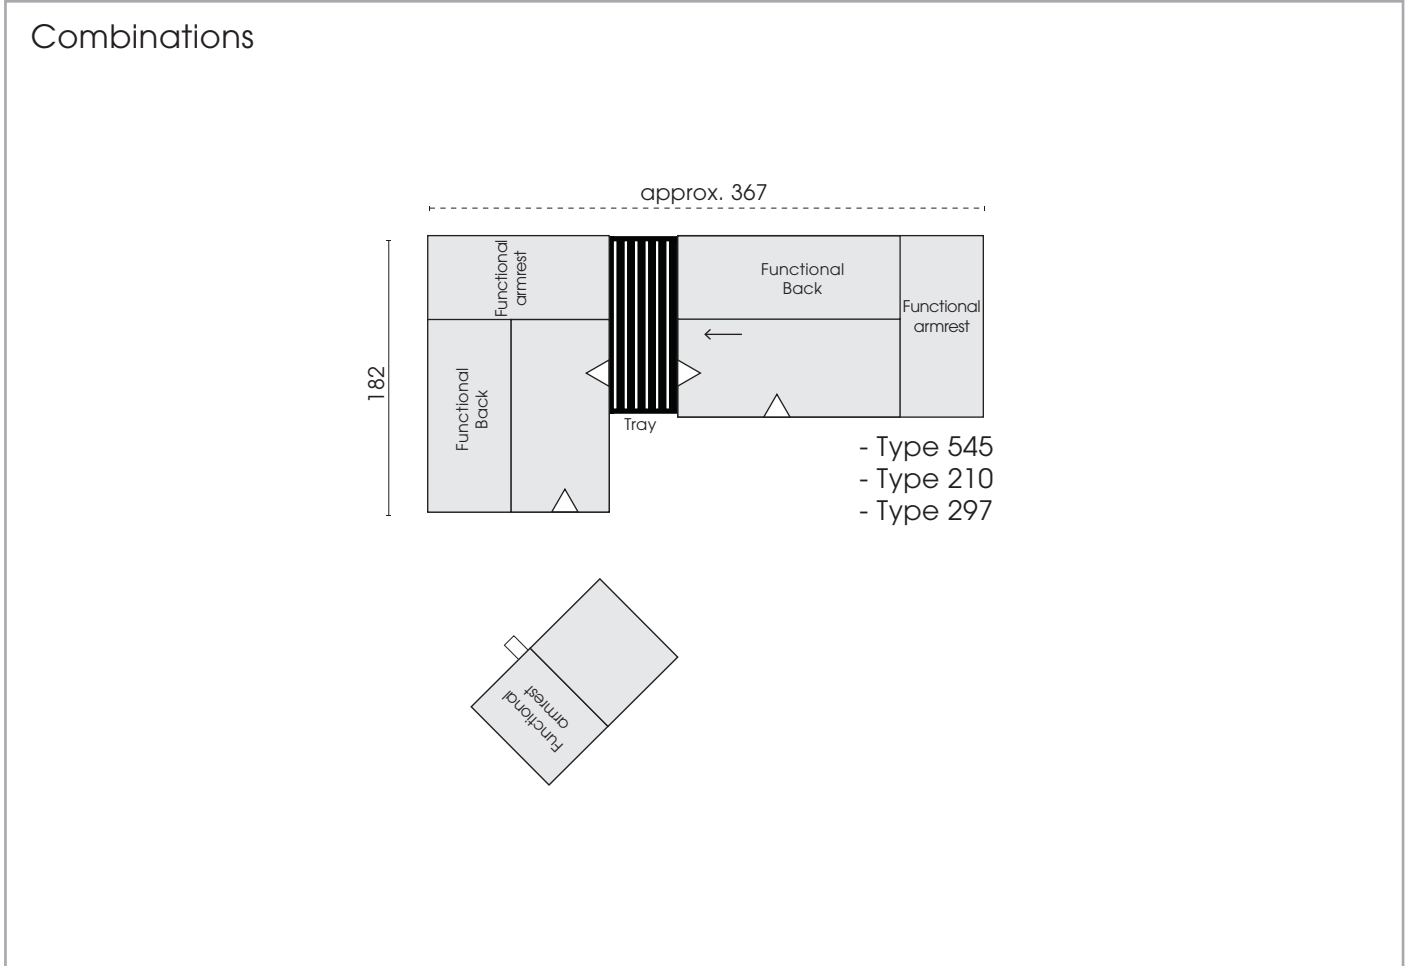 Combinations
approx. 367
182
Functional
armrest
Functional
Back
Functional
armrest
Functional
Back
Tray
- Type 545
- Type 210
- Type 297
Functional
armrest